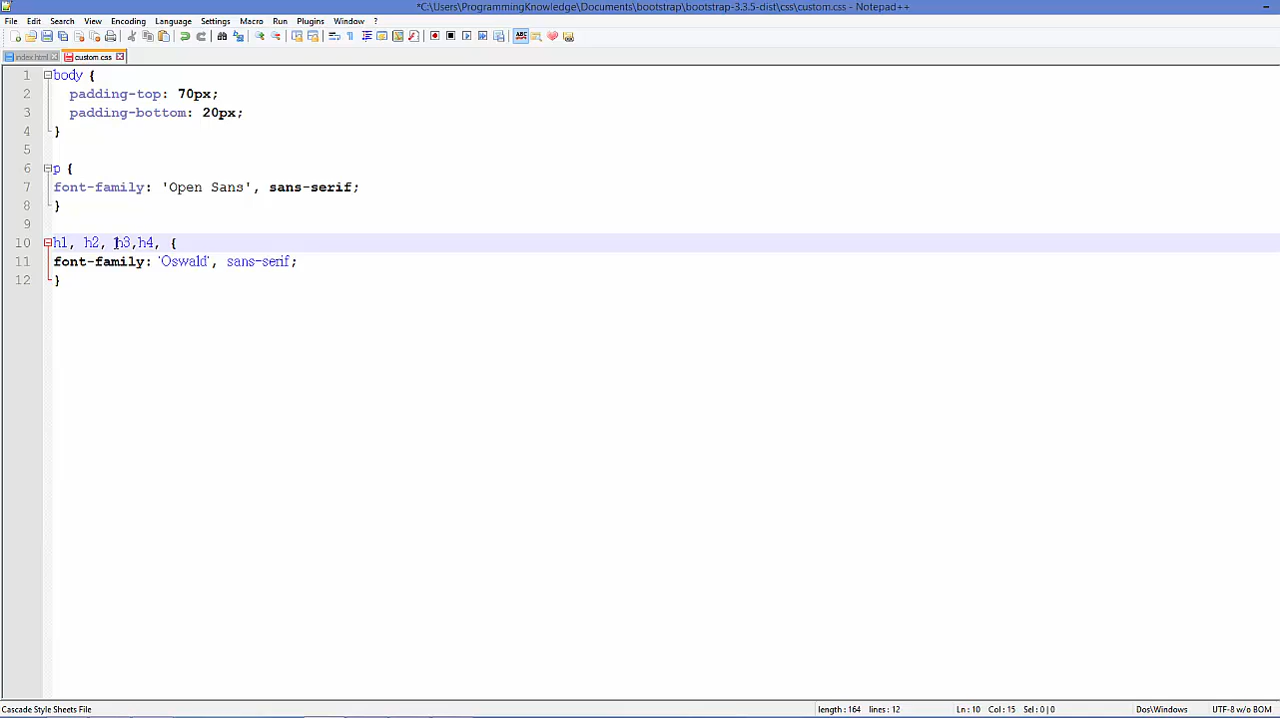 *C:\Users\ProgrammingKnowledge\Documents\bootstrap\bootstrap-3.3.5-dist\css\custom.css - Notepad++
File Edit Search View Encoding Language Settings Macro Run Plugins Window ?
index.html custom.css
1 body {
2 padding-top: 70px;
3 padding-bottom: 20px;
4 }
5
6 p {
7 font-family: 'Open Sans', sans-serif;
8 }
9
10 h1, h2, h3,h4, {
11 font-family: 'Oswald', sans-serif;
12 }
Cascade Style Sheets File length : 164 lines : 12 Ln : 10 Col : 15 Sel : 0 | 0 Dos\Windows UTF-8 w/o BOM